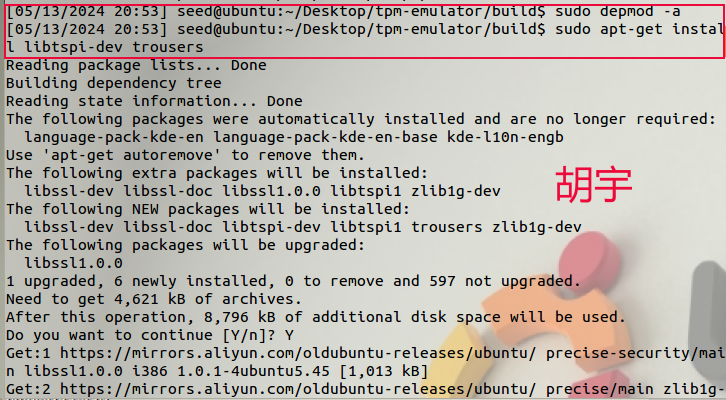 [05/13/2024 20:53] seed@ubuntu:~/Desktop/tpm-emulator/build$ sudo depmod -a
[05/13/2024 20:53] seed@ubuntu:~/Desktop/tpm-emulator/build$ sudo apt-get instal
l libtspi-dev trousers
Reading package lists... Done
Building dependency tree
Reading state information... Done
The following packages were automatically installed and are no longer required:
  language-pack-kde-en language-pack-kde-en-base kde-l10n-engb
Use 'apt-get autoremove' to remove them.
The following extra packages will be installed:
胡宇
  libssl-dev libssl-doc libssl1.0.0 libtspi1 zlib1g-dev
The following NEW packages will be installed:
  libssl-dev libssl-doc libtspi-dev libtspi1 trousers zlib1g-dev
The following packages will be upgraded:
  libssl1.0.0
1 upgraded, 6 newly installed, 0 to remove and 597 not upgraded.
Need to get 4,621 kB of archives.
After this operation, 8,796 kB of additional disk space will be used.
Do you want to continue [Y/n]? Y
Get:1 https://mirrors.aliyun.com/oldubuntu-releases/ubuntu/ precise-security/mai
n libssl1.0.0 i386 1.0.1-4ubuntu5.45 [1,013 kB]
Get:2 https://mirrors.aliyun.com/oldubuntu-releases/ubuntu/ precise/main zlib1g-